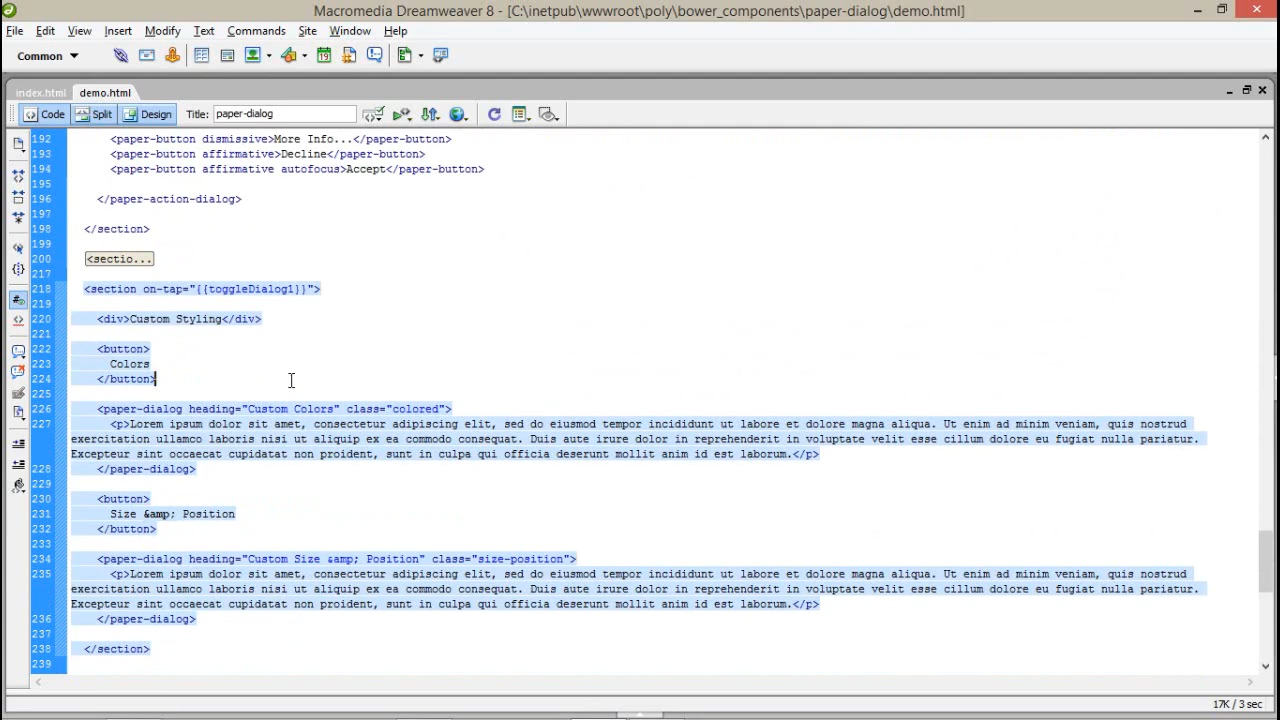 Macromedia Dreamweaver 8 - [C:\inetpub\wwwroot\poly\bower_components\paper-dialog\demo.html]
File Edit View Insert Modify Text Commands Site Window Help
Common
19
index.html demo.html
Code Split Design Title: paper-dialog
192 <paper-button dismissive>More Info...</paper-button>
193 <paper-button affirmative>Decline</paper-button>
194 <paper-button affirmative autofocus>Accept</paper-button>
195
196 </paper-action-dialog>
197
198 </section>
199
200 <sectio...
217
218 <section on-tap="{{toggleDialog1}}">
219
220 <div>Custom Styling</div>
221
222 <button>
223 Colors
224 </button>
225
226 <paper-dialog heading="Custom Colors" class="colored">
227 <p>Lorem ipsum dolor sit amet, consectetur adipiscing elit, sed do eiusmod tempor incididunt ut labore et dolore magna aliqua. Ut enim ad minim veniam, quis nostrud
exercitation ullamco laboris nisi ut aliquip ex ea commodo consequat. Duis aute irure dolor in reprehenderit in voluptate velit esse cillum dolore eu fugiat nulla pariatur.
Excepteur sint occaecat cupidatat non proident, sunt in culpa qui officia deserunt mollit anim id est laborum.</p>
228 </paper-dialog>
229
230 <button>
231 Size &amp; Position
232 </button>
233
234 <paper-dialog heading="Custom Size &amp; Position" class="size-position">
235 <p>Lorem ipsum dolor sit amet, consectetur adipiscing elit, sed do eiusmod tempor incididunt ut labore et dolore magna aliqua. Ut enim ad minim veniam, quis nostrud
exercitation ullamco laboris nisi ut aliquip ex ea commodo consequat. Duis aute irure dolor in reprehenderit in voluptate velit esse cillum dolore eu fugiat nulla pariatur.
Excepteur sint occaecat cupidatat non proident, sunt in culpa qui officia deserunt mollit anim id est laborum.</p>
236 </paper-dialog>
237
238 </section>
239
17K / 3 sec